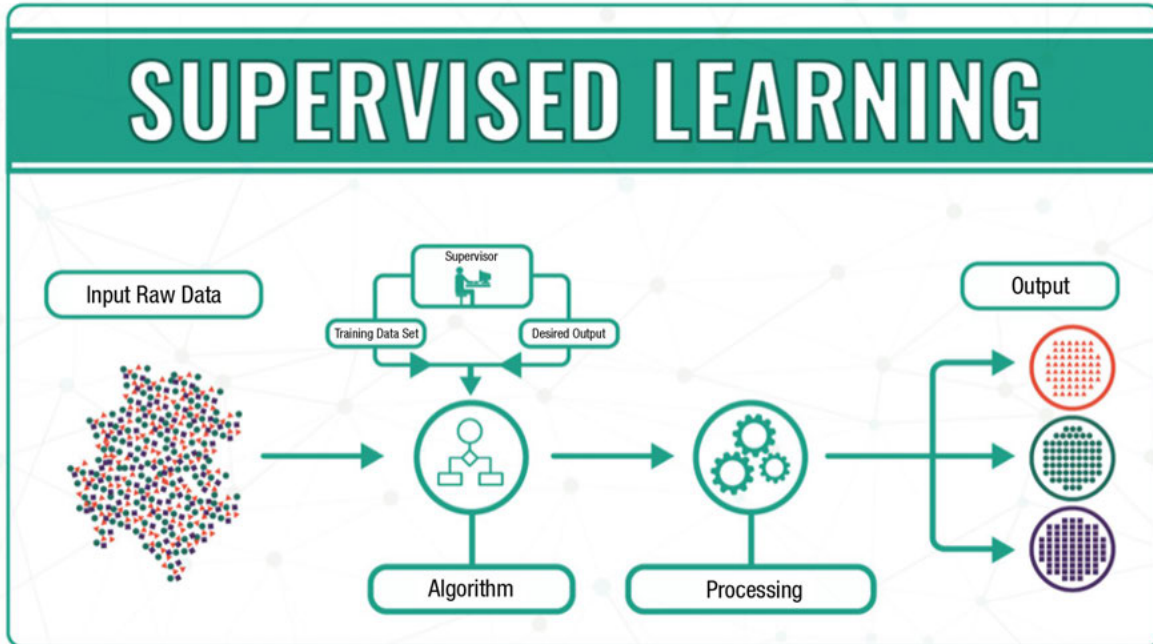 SUPERVISED LEARNING
Supervisor
Input Raw Data
Output
Training Data Set
Desired Output
Algorithm
Processing